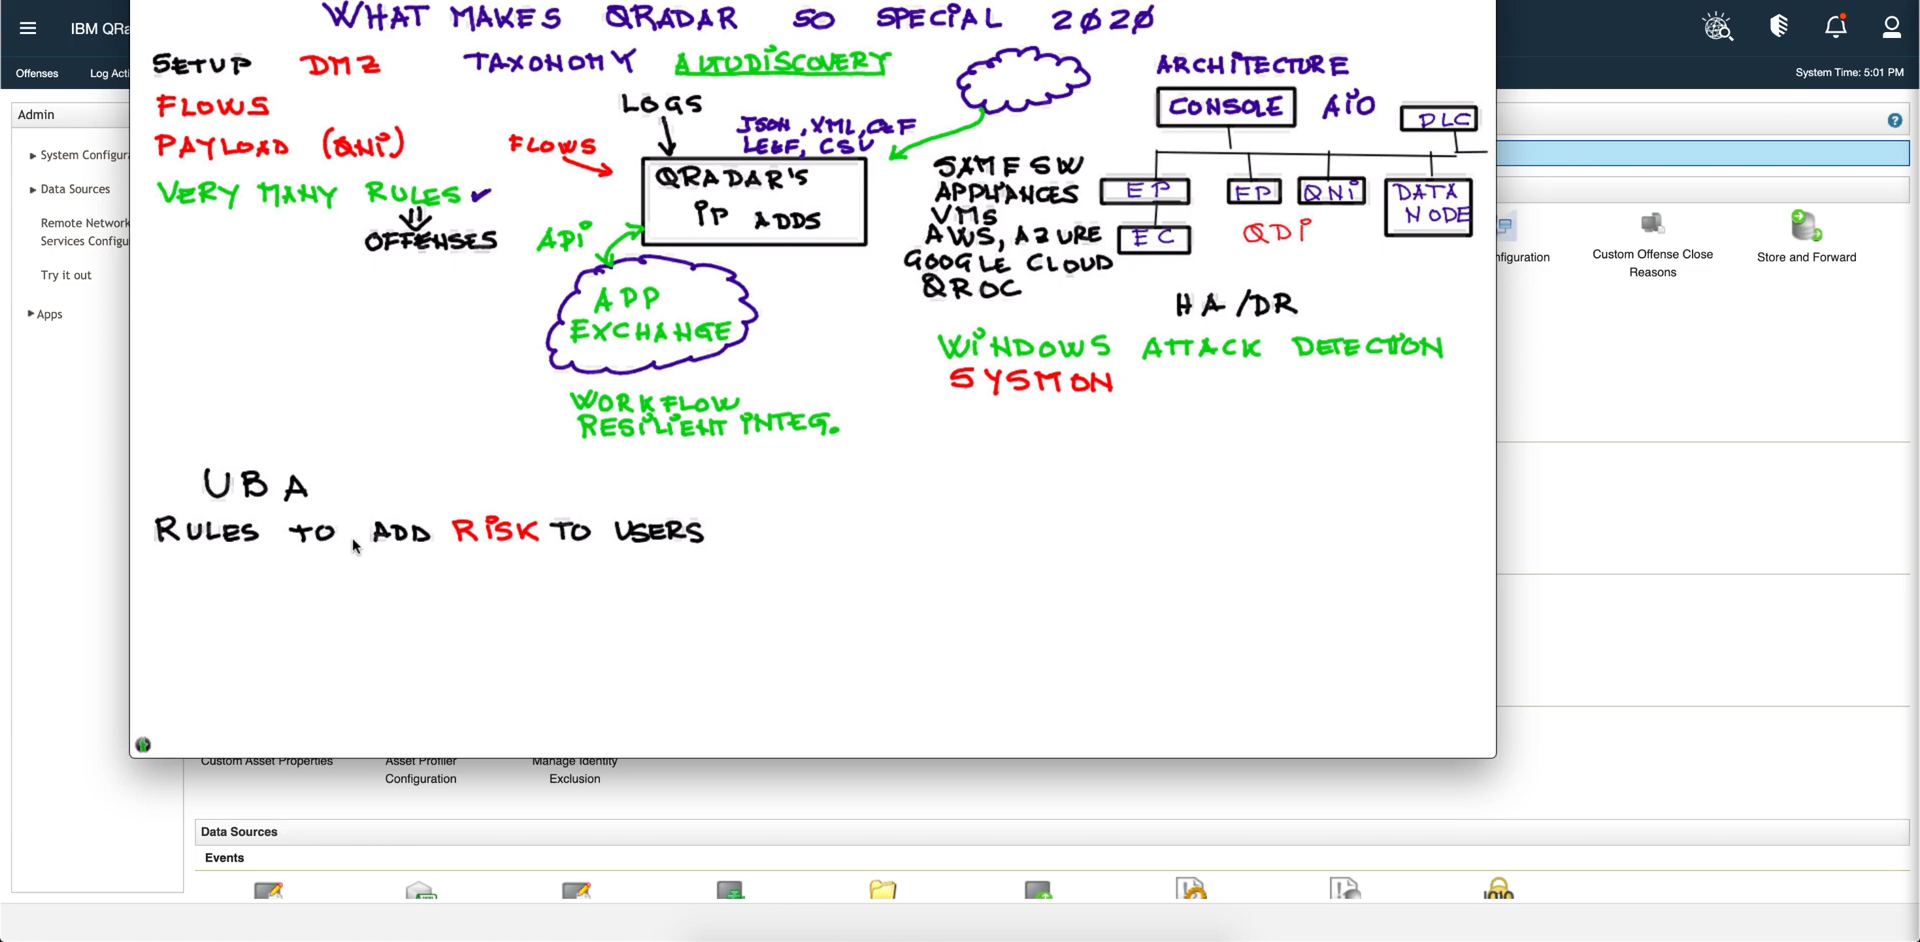 WHAT MAKES QRADAR SO SPECIAL 2020
IBM QRa
Offenses Log Acti
System Time: 5:01 PM
Admin
System Configura
Data Sources
Remote Network
Services Configu
Try it out
Apps
SETUP DMZ
FLOWS
PAYLOAD (QNi)
VERY MANY RULES
OFFENSES
TAXONOMY AUTODISCOVERY
LOGS
FLOWS
JSON, XML, CEF
LEEF, CSV
QRADAR'S
iP ADDS
APi
APP
EXCHANGE
WORKFLOW
RESILIENT INTEG.
SAME SW
APPLIANCES
VMS
AWS, AZURE
GOOGLE CLOUD
QROC
ARCHITECTURE
CONSOLE AiO
DLC
EP FP QNi DATA
NODE
EC QDI
HA/DR
WINDOWS ATTACK DETECTION
SYSMON
UBA
RULES TO ADD RISK TO USERS
nfiguration
Custom Offense Close
Reasons
Store and Forward
Custom Asset Properties
Asset Profiler
Configuration
Manage Identity
Exclusion
Data Sources
Events